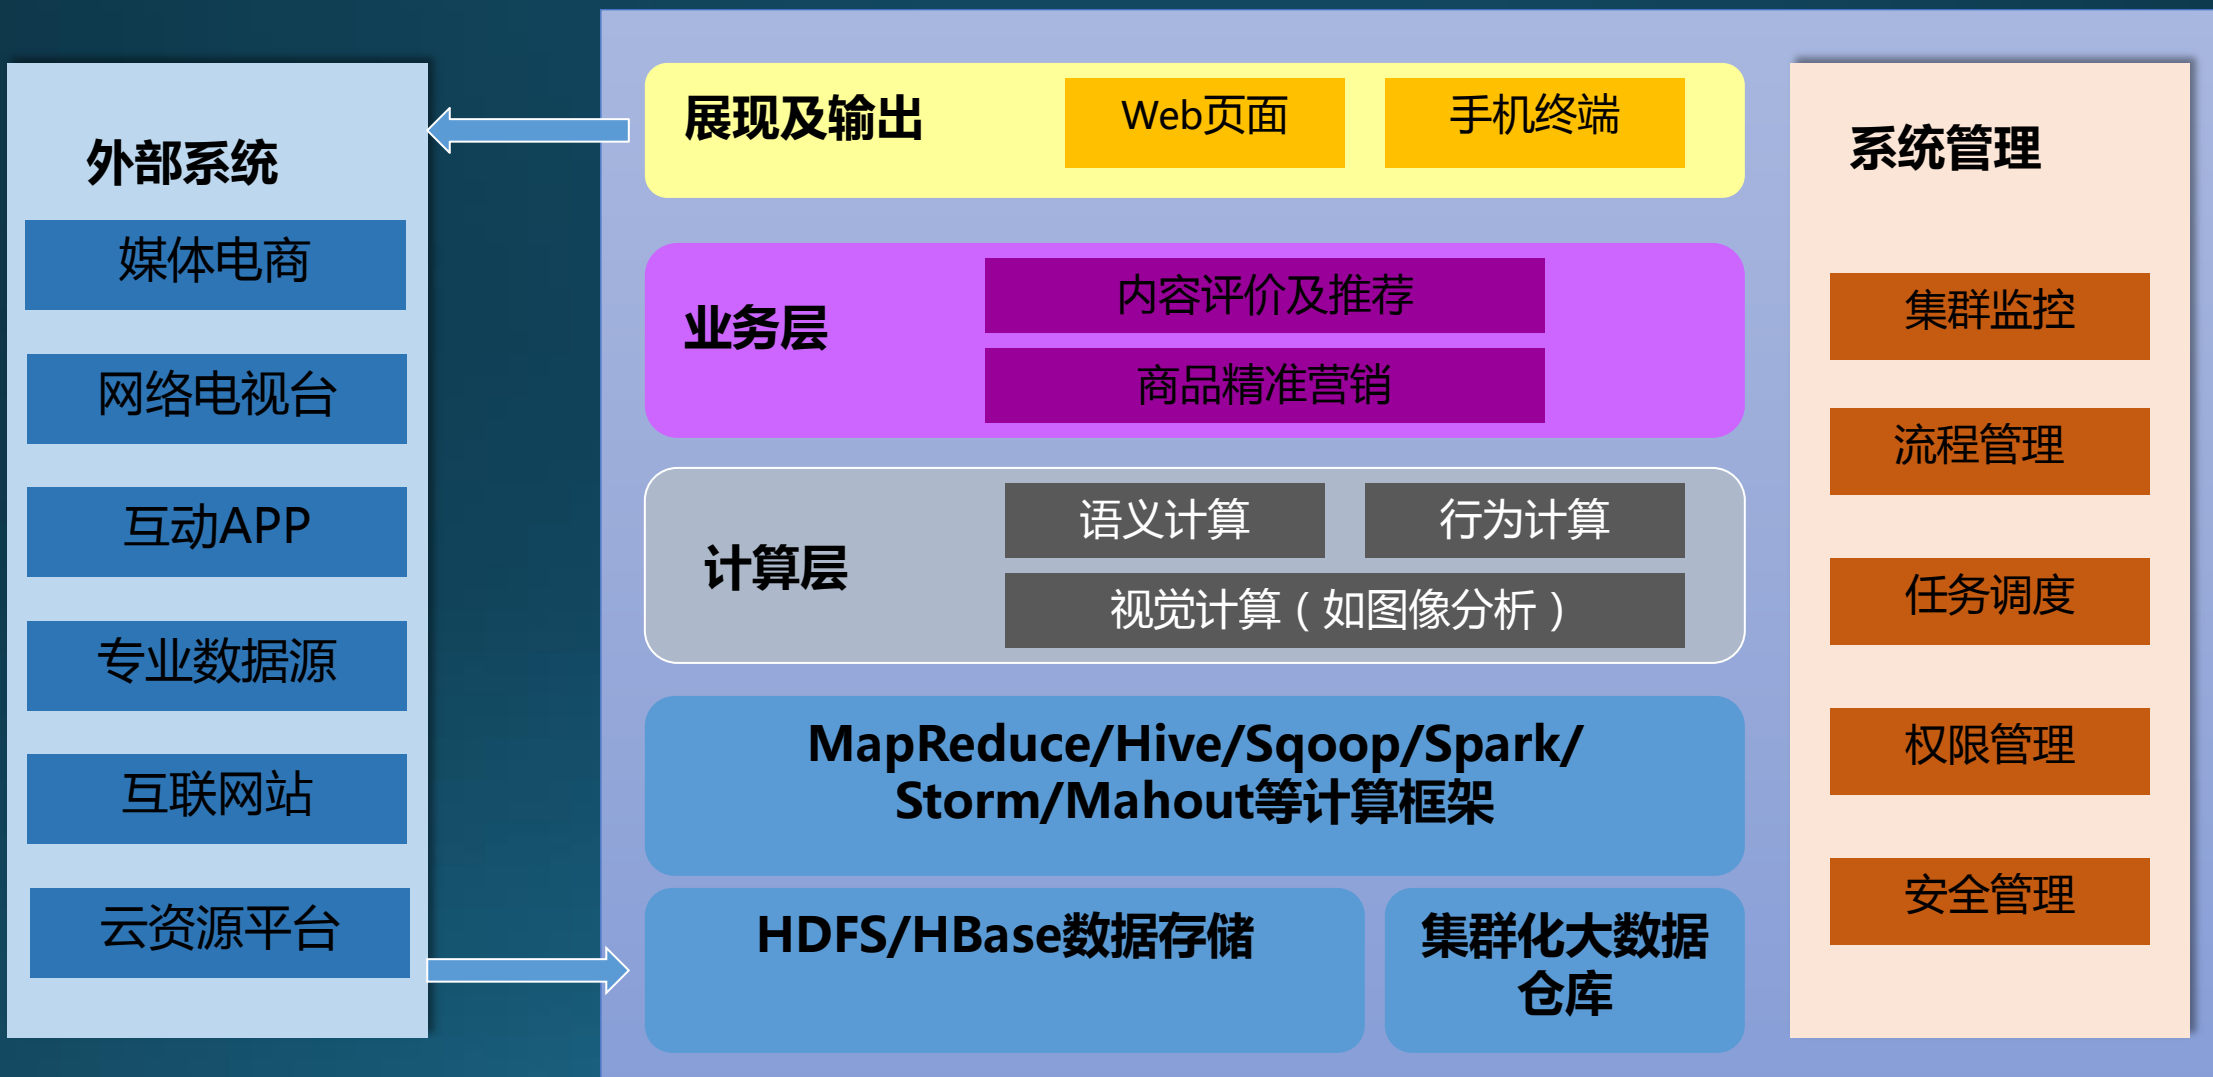 外部系统
媒体电商
网络电视台
互动APP
专业数据源
互联网站
云资源平台
展现及输出
Web页面
手机终端
业务层
内容评价及推荐
商品精准营销
计算层
语义计算
行为计算
视觉计算（如图像分析）
MapReduce/Hive/Sqoop/Spark/
Storm/Mahout等计算框架
HDFS/HBase数据存储
集群化大数据
仓库
系统管理
集群监控
流程管理
任务调度
权限管理
安全管理